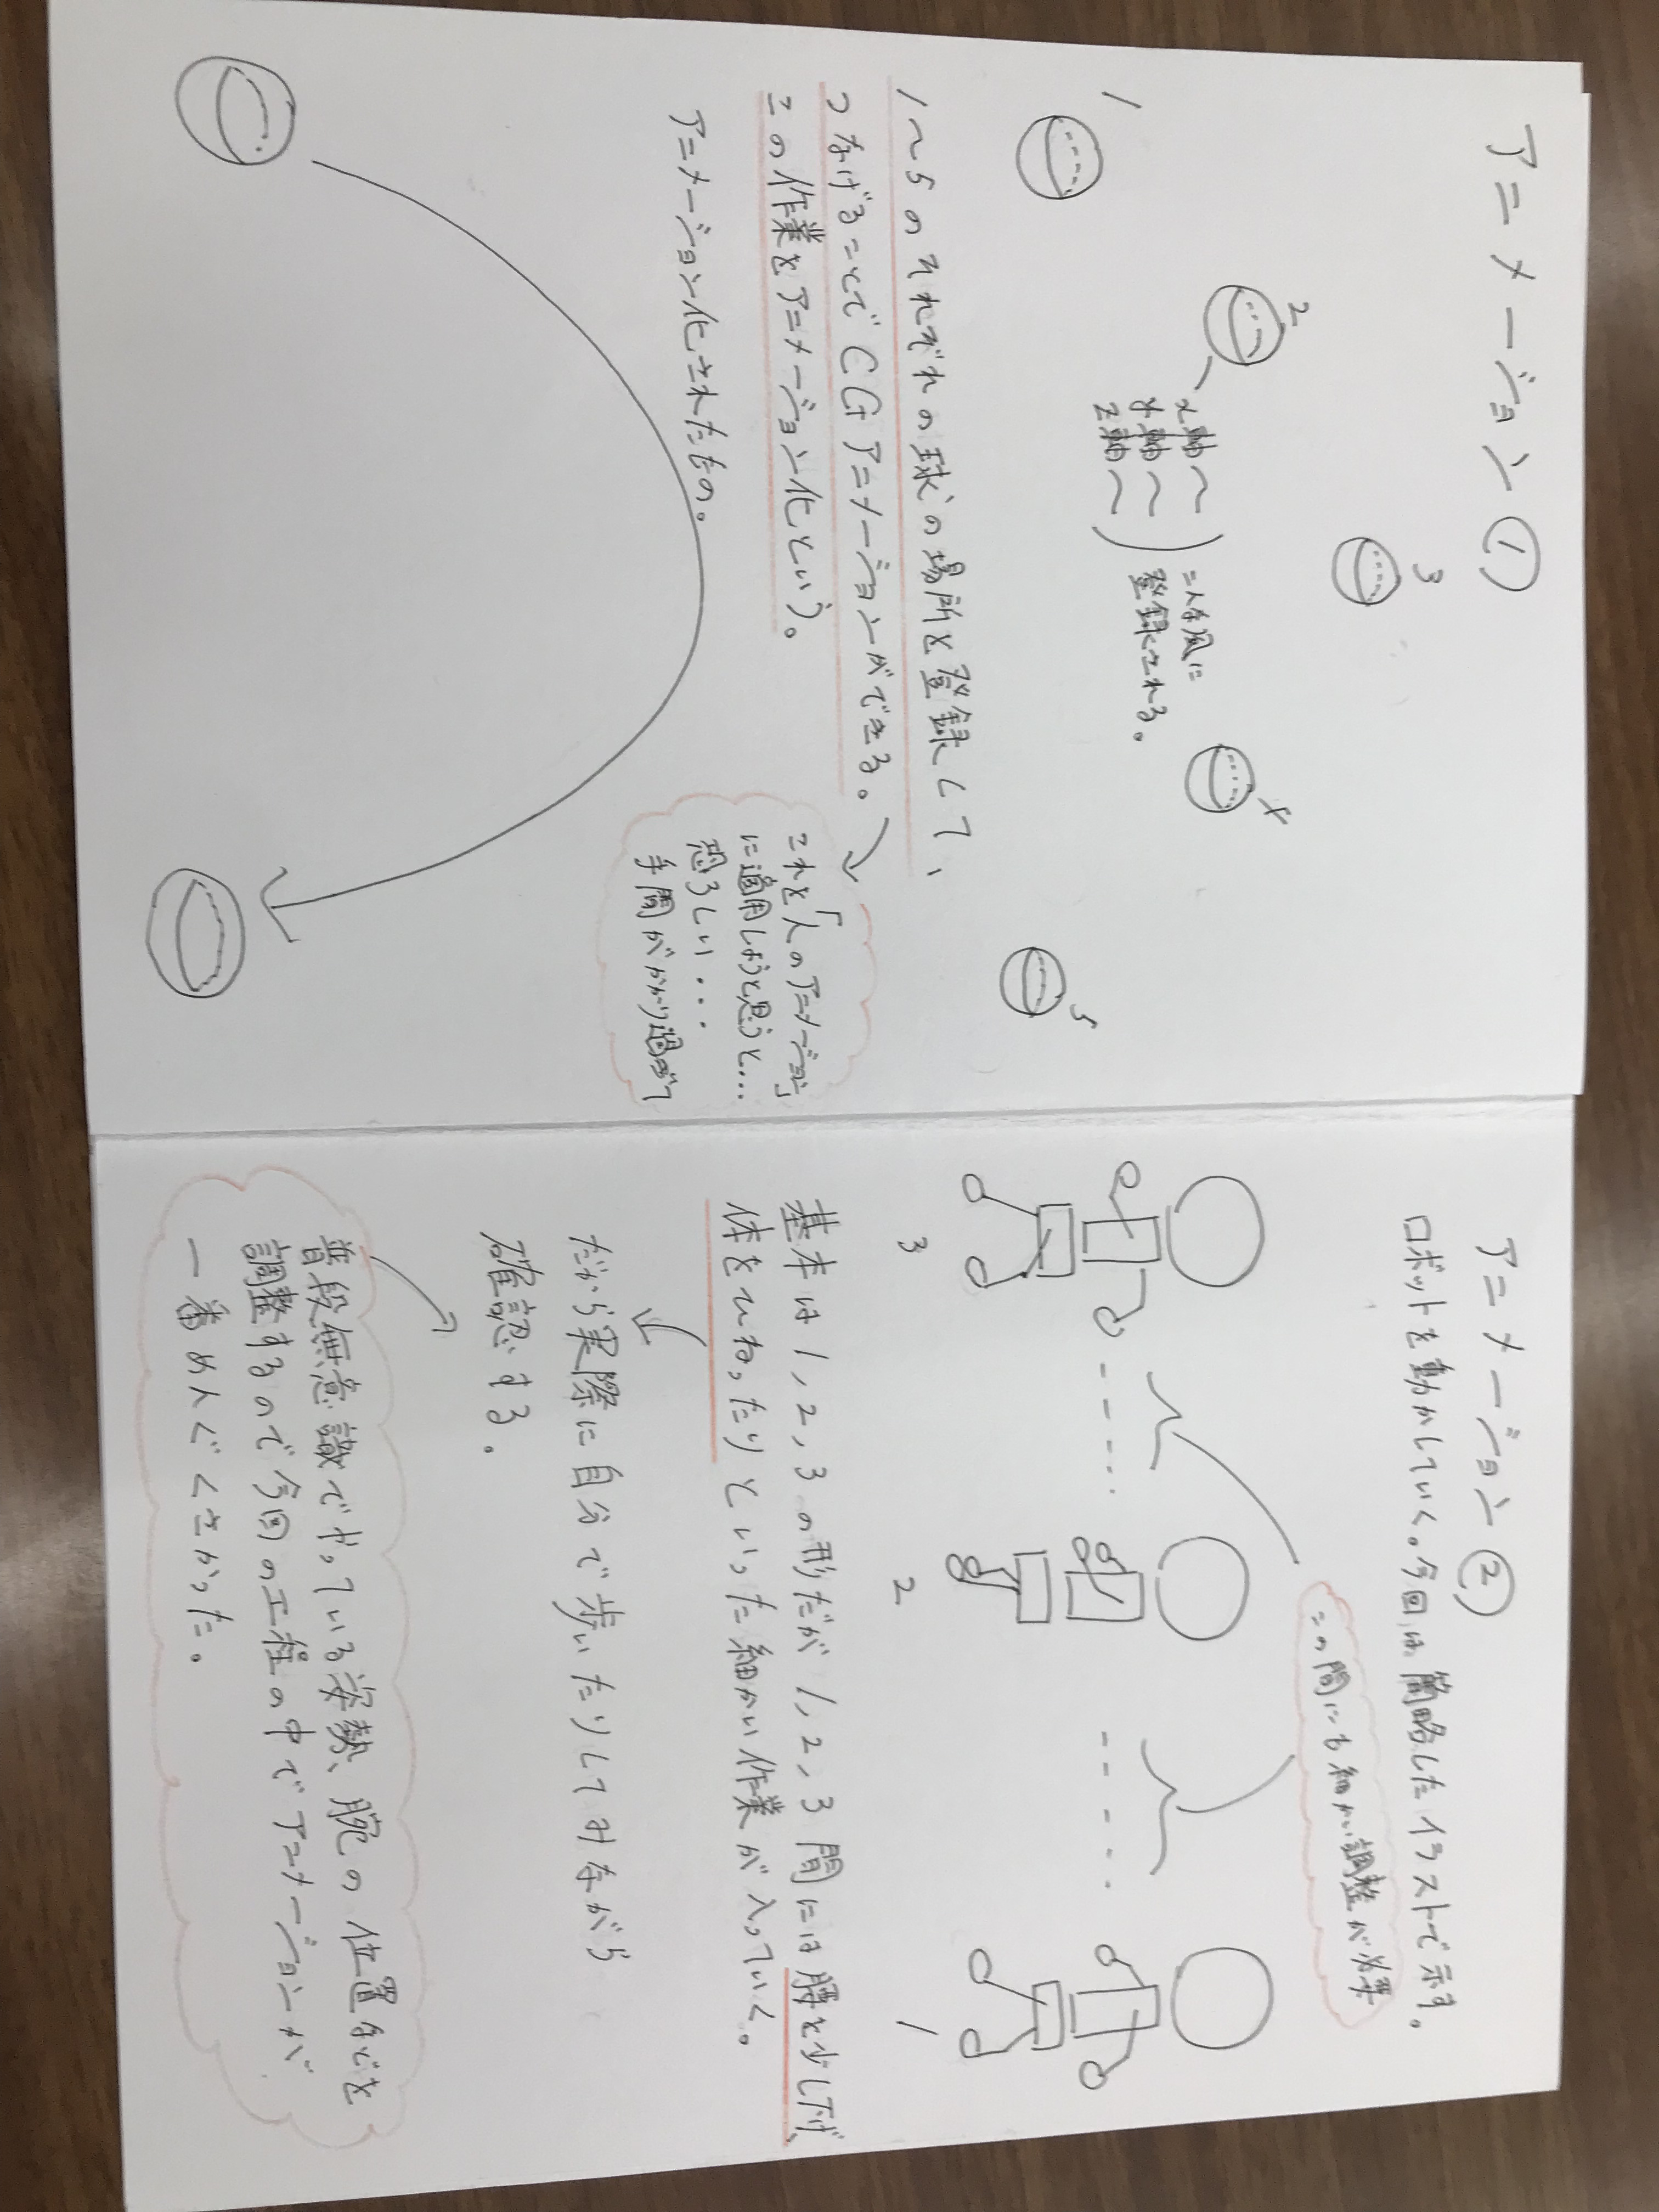 アニメーション①
1
2
3
4
5
x軸〜
y軸〜
z軸〜
こんな風に
登録される。
1〜5のそれぞれの球の場所を登録して、
つなげることでCGアニメーションができる。
この作業をアニメーション化という。
これを「人のアニメーション」
に適用しようと思うと…
恐ろしい…
手間がかかり過ぎて
アニメーション化されたもの。
アニメーション②
ロボットを動かしていく。今回は簡略したイラストで示す。
この間にも細かい調整が必要
3
2
1
基本は1,2,3の形だが1,2,3間には腰を少し下げ、
体をひねったりといった細かい作業が入っていく。
だから実際に自分で歩いたりしてみながら
確認する。
普段無意識でやっている姿勢、腕の位置などを
調整するので今回の工程の中でアニメーションが
一番めんどくさかった。